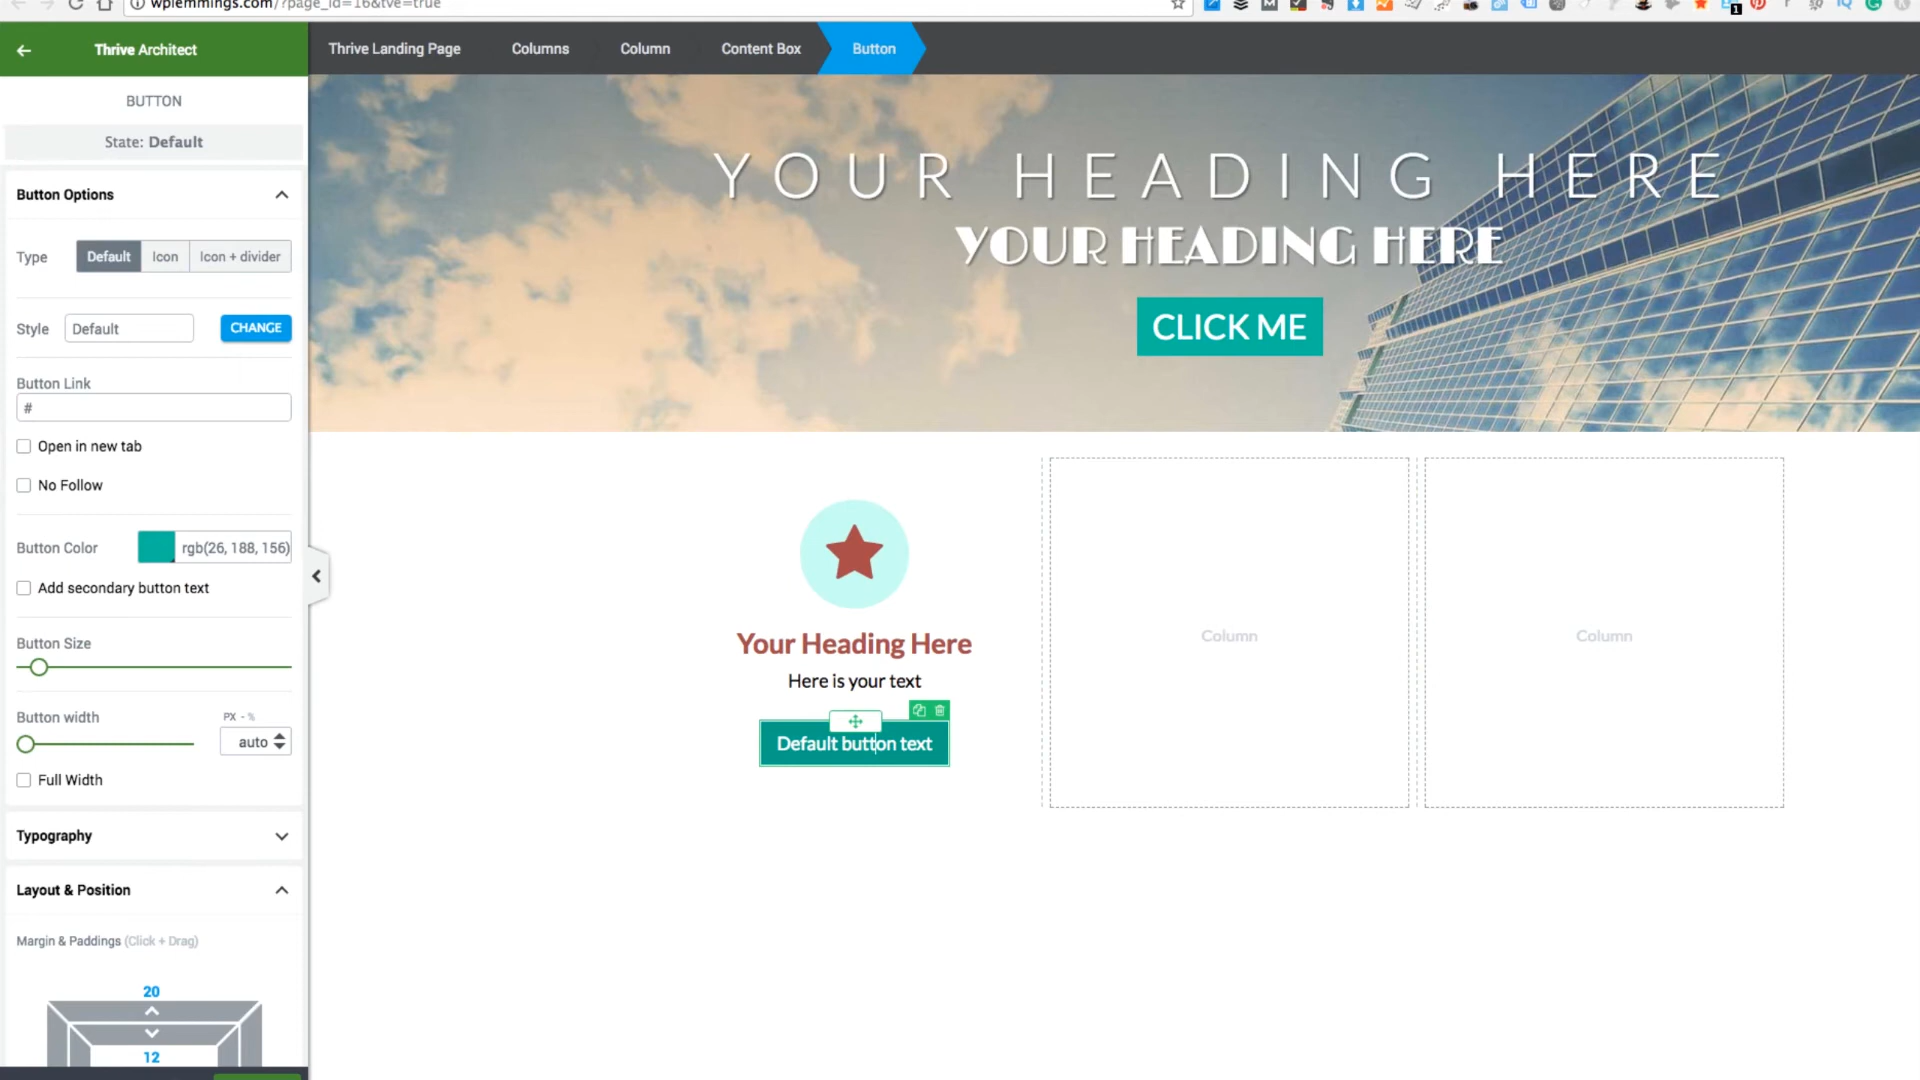 wplemmings.com/?page_id=16&tve=true
1
Thrive Architect
Thrive Landing Page
Columns
Column
Content Box
Button
BUTTON
State: Default
Button Options
Type
Default
Icon
Icon + divider
Style
Default
CHANGE
Button Link
#
Open in new tab
No Follow
Button Color
rgb(26, 188, 156)
Add secondary button text
Button Size
Button width
PX - %
auto
Full Width
Typography
Layout & Position
Margin & Paddings (Click + Drag)
20
12
YOUR HEADING HERE
YOUR HEADING HERE
CLICK ME
Your Heading Here
Here is your text
Default button text
Column
Column